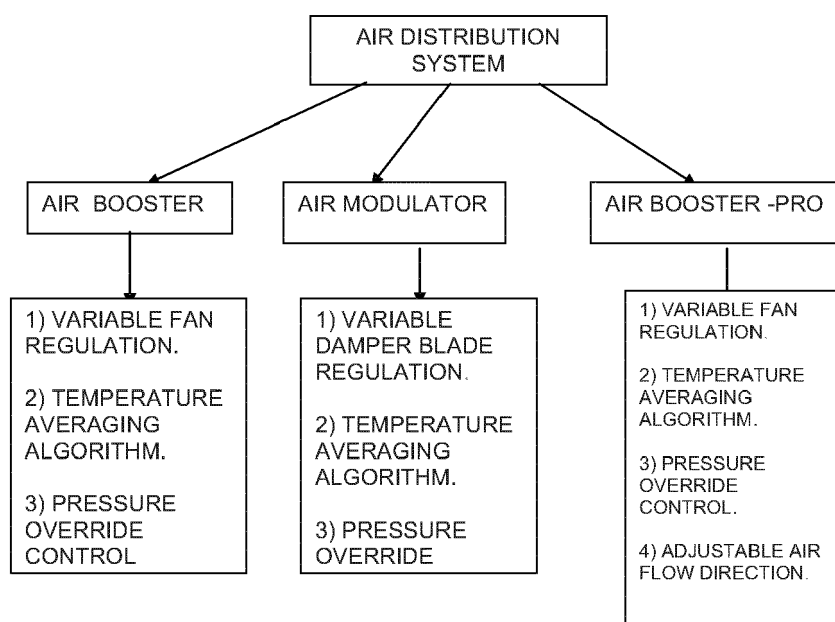 AIR DISTRIBUTION
SYSTEM
AIR BOOSTER
AIR MODULATOR
AIR BOOSTER -PRO
1) VARIABLE FAN
REGULATION.
2) TEMPERATURE
AVERAGING
ALGORITHM.
3) PRESSURE
OVERRIDE
CONTROL
1) VARIABLE
DAMPER BLADE
REGULATION.
2) TEMPERATURE
AVERAGING
ALGORITHM.
3) PRESSURE
OVERRIDE
1) VARIABLE FAN
REGULATION.
2) TEMPERATURE
AVERAGING
ALGORITHM.
3) PRESSURE
OVERRIDE
CONTROL.
4) ADJUSTABLE AIR
FLOW DIRECTION.